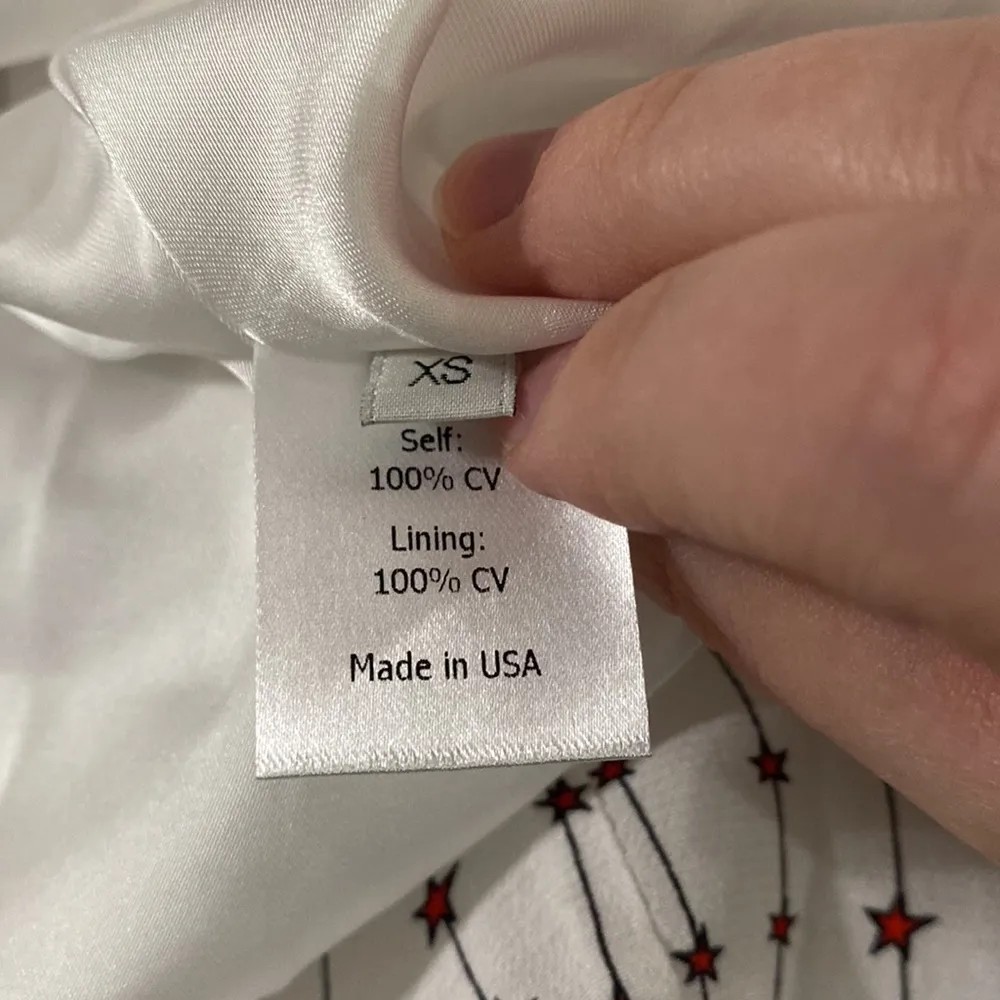 XS
Self:
100% CV
Lining:
100% CV
Made in USA